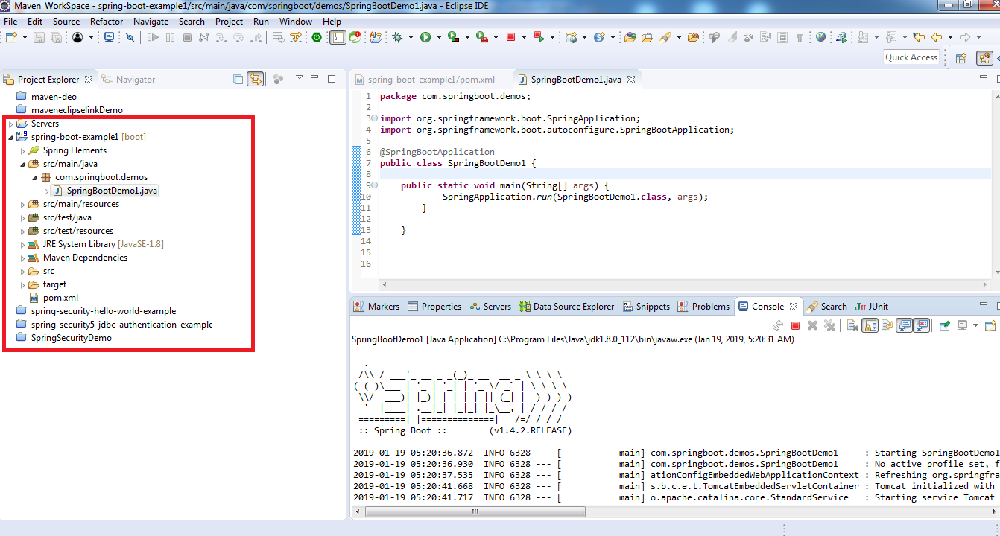 Maven_WorkSpace - spring-boot-example1/src/main/java/com/springboot/demos/SpringBootDemo1.java - Eclipse IDE
File Edit Source Refactor Navigate Search Project Run Window Help
Quick Access
Project Explorer Navigator
maven-deo
maveneclipselinkDemo
Servers
spring-boot-example1 [boot]
Spring Elements
src/main/java
com.springboot.demos
SpringBootDemo1.java
src/main/resources
src/test/java
src/test/resources
JRE System Library [JavaSE-1.8]
Maven Dependencies
src
target
pom.xml
spring-security-hello-world-example
spring-security5-jdbc-authentication-example
SpringSecurityDemo
spring-boot-example1/pom.xml SpringBootDemo1.java
1 package com.springboot.demos;
2
3 import org.springframework.boot.SpringApplication;
4 import org.springframework.boot.autoconfigure.SpringBootApplication;
5
6 @SpringBootApplication
7 public class SpringBootDemo1 {
8
9 public static void main(String[] args) {
10 SpringApplication.run(SpringBootDemo1.class, args);
11 }
12
13 }
14
15
16
Markers Properties Servers Data Source Explorer Snippets Problems Console Search Ju JUnit
SpringBootDemo1 [Java Application] C:\Program Files\Java\jdk1.8.0_112\bin\javaw.exe (Jan 19, 2019, 5:20:31 AM)
Spring
:: Spring Boot :: (v1.4.2.RELEASE)
2019-01-19 05:20:36.872 INFO 6328 --- [ main] com.springboot.demos.SpringBootDemo1 : Starting SpringBootDemo1
2019-01-19 05:20:36.930 INFO 6328 --- [ main] com.springboot.demos.SpringBootDemo1 : No active profile set, f
2019-01-19 05:20:37.535 INFO 6328 --- [ main] ationConfigEmbeddedWebApplicationContext : Refreshing org.springfra
2019-01-19 05:20:41.668 INFO 6328 --- [ main] s.b.c.e.t.TomcatEmbeddedServletContainer : Tomcat initialized with
2019-01-19 05:20:41.717 INFO 6328 --- [ main] o.apache.catalina.core.StandardService : Starting service Tomcat